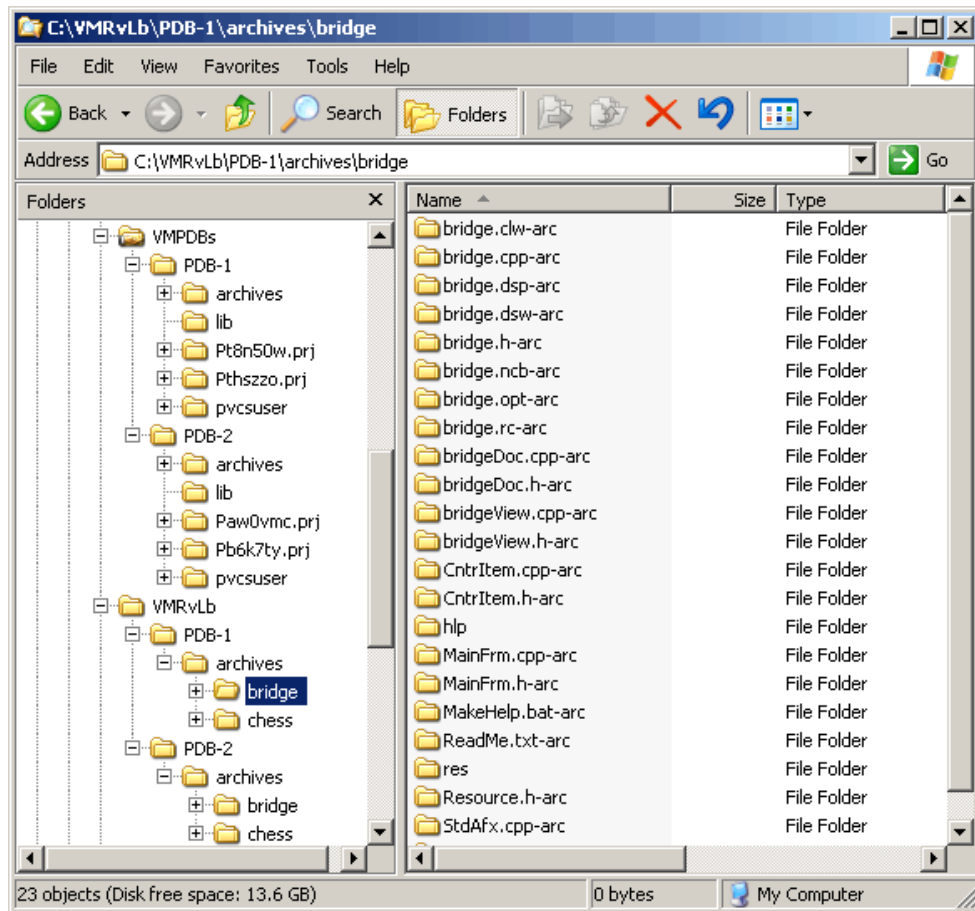 C:\VMRvLb\PDB-1\archives\bridge
File Edit View Favorites Tools Help
Back Search Folders
Address C:\VMRvLb\PDB-1\archives\bridge Go
Folders
VMPDBs
PDB-1
archives
lib
Pt8n50w.prj
Pthszzo.prj
pvcsuser
PDB-2
archives
lib
Paw0vmc.prj
Pb6k7ty.prj
pvcsuser
VMRvLb
PDB-1
archives
bridge
chess
PDB-2
archives
bridge
chess
Name Size Type
bridge.clw-arc File Folder
bridge.cpp-arc File Folder
bridge.dsp-arc File Folder
bridge.dsw-arc File Folder
bridge.h-arc File Folder
bridge.ncb-arc File Folder
bridge.opt-arc File Folder
bridge.rc-arc File Folder
bridgeDoc.cpp-arc File Folder
bridgeDoc.h-arc File Folder
bridgeView.cpp-arc File Folder
bridgeView.h-arc File Folder
CntrItem.cpp-arc File Folder
CntrItem.h-arc File Folder
hlp File Folder
MainFrm.cpp-arc File Folder
MainFrm.h-arc File Folder
MakeHelp.bat-arc File Folder
ReadMe.txt-arc File Folder
res File Folder
Resource.h-arc File Folder
StdAfx.cpp-arc File Folder
23 objects (Disk free space: 13.6 GB) 0 bytes My Computer